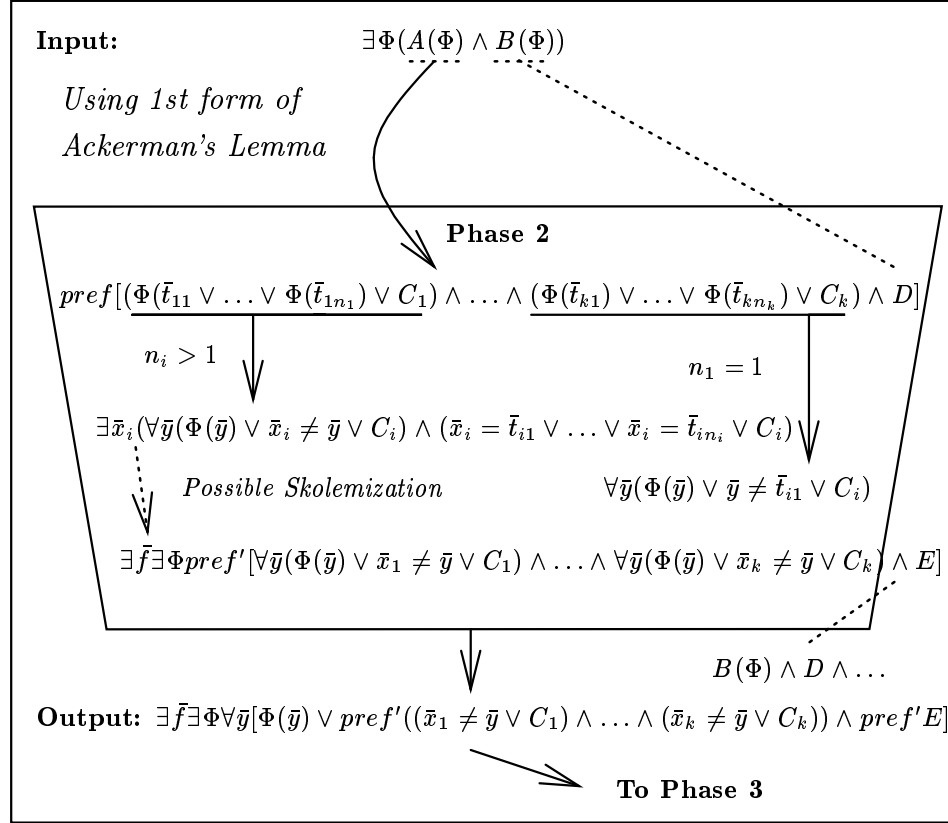 Input: ∃Φ(A(Φ) ∧ B(Φ))
Using 1st form of
Ackerman's Lemma
Phase 2
pref[(Φ(t̄₁₁ ∨ … ∨ Φ(t̄₁ₙ₁) ∨ C₁) ∧ … ∧ (Φ(t̄ₖ₁) ∨ … ∨ Φ(t̄ₖₙₖ) ∨ Cₖ) ∧ D]
nᵢ > 1
n₁ = 1
∃x̄ᵢ(∀ȳ(Φ(ȳ) ∨ x̄ᵢ ≠ ȳ ∨ Cᵢ) ∧ (x̄ᵢ = t̄ᵢ₁ ∨ … ∨ x̄ᵢ = t̄ᵢₙᵢ ∨ Cᵢ)
Possible Skolemization
∀ȳ(Φ(ȳ) ∨ ȳ ≠ t̄ᵢ₁ ∨ Cᵢ)
∃f̄∃Φpref′[∀ȳ(Φ(ȳ) ∨ x̄₁ ≠ ȳ ∨ C₁) ∧ … ∧ ∀ȳ(Φ(ȳ) ∨ x̄ₖ ≠ ȳ ∨ Cₖ) ∧ E]
B(Φ) ∧ D ∧ …
Output: ∃f̄∃Φ∀ȳ[Φ(ȳ) ∨ pref′((x̄₁ ≠ ȳ ∨ C₁) ∧ … ∧ (x̄ₖ ≠ ȳ ∨ Cₖ)) ∧ pref′E]
To Phase 3